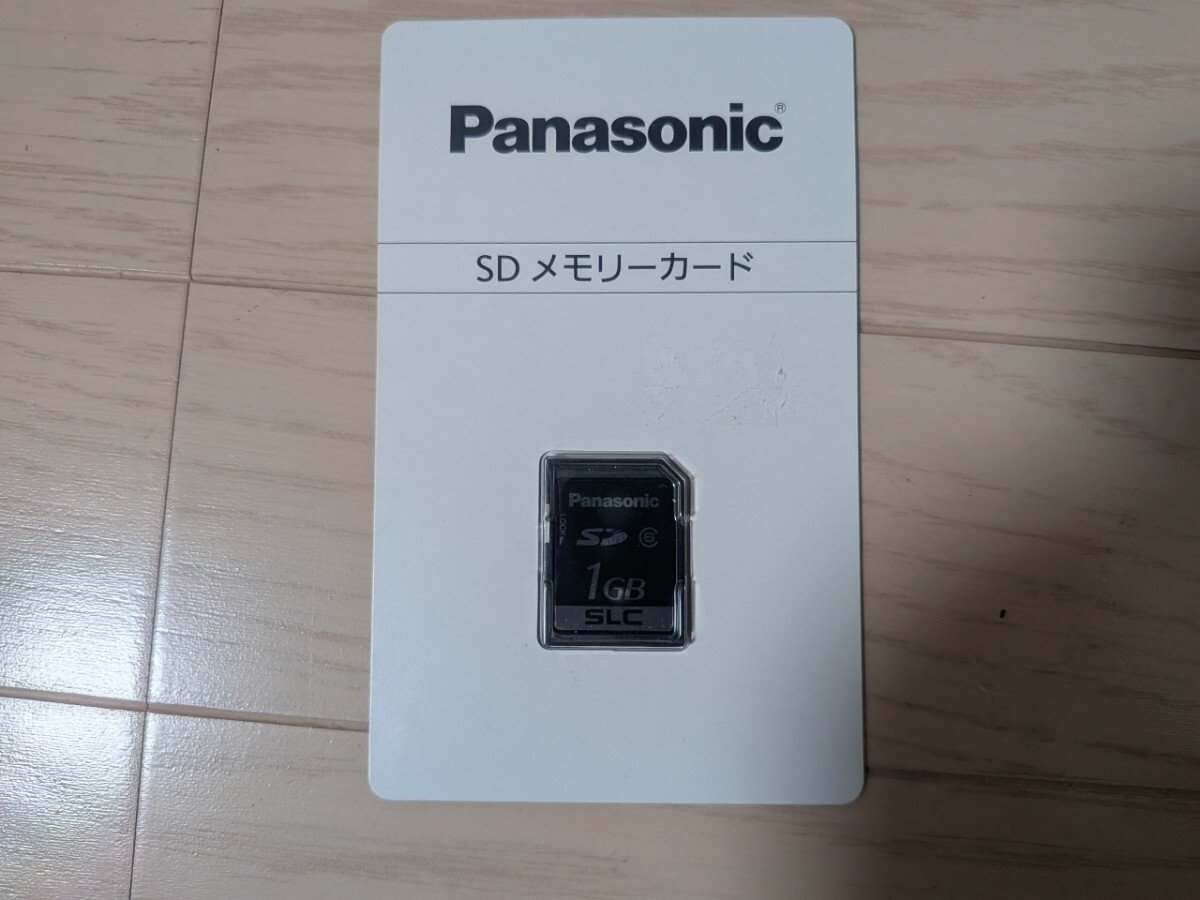 Panasonic®
SD メモリーカード
Panasonic
LOCK
SD 6
1GB
SLC